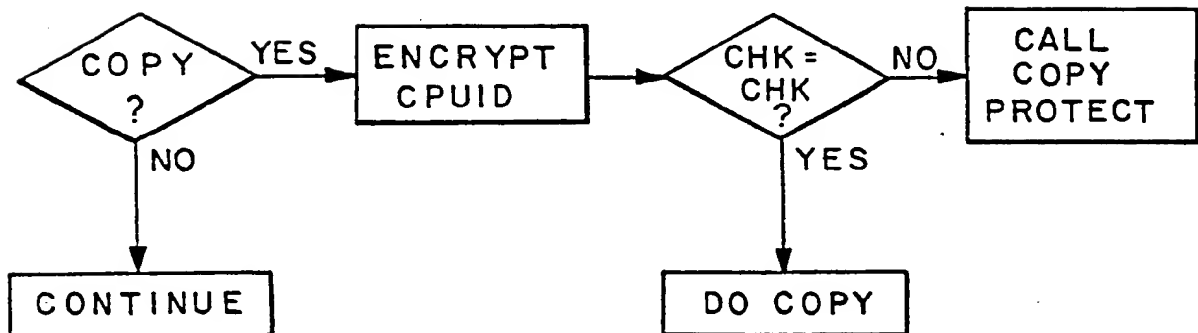 COPY
?
YES
NO
ENCRYPT
CPUID
CHK =
CHK
?
NO
YES
CALL
COPY
PROTECT
CONTINUE
DO COPY